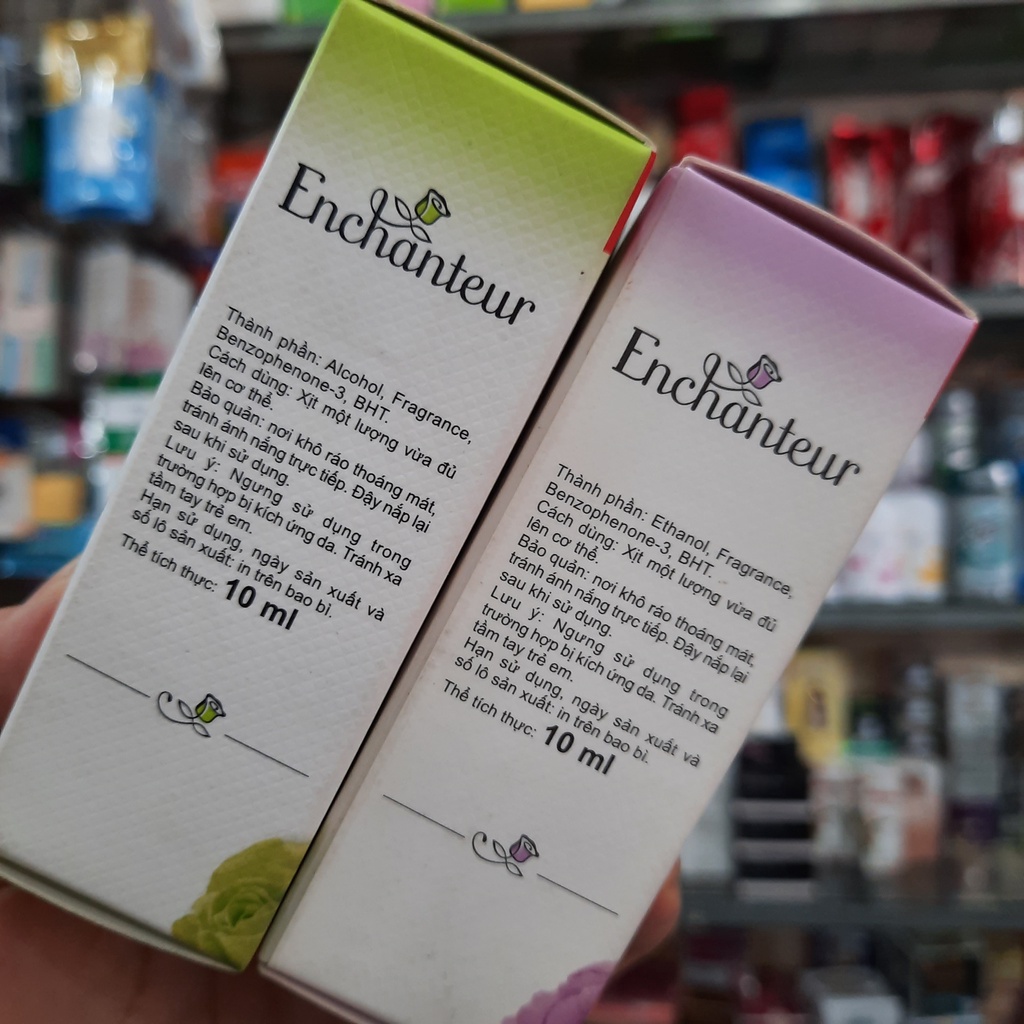 Enchanteur
Thành phần: Alcohol, Fragrance,
Benzophenone-3, BHT.
Cách dùng: Xịt một lượng vừa đủ
lên cơ thể.
Bảo quản: nơi khô ráo thoáng mát,
tránh ánh nắng trực tiếp. Đậy nắp lại
sau khi sử dụng.
Lưu ý: Ngưng sử dụng trong
trường hợp bị kích ứng da. Tránh xa
tầm tay trẻ em.
Hạn sử dụng, ngày sản xuất và
số lô sản xuất: in trên bao bì.
Thể tích thực: 10 ml
Enchanteur
Thành phần: Ethanol, Fragrance,
Benzophenone-3, BHT.
Cách dùng: Xịt một lượng vừa đủ
lên cơ thể.
Bảo quản: nơi khô ráo thoáng mát,
tránh ánh nắng trực tiếp. Đậy nắp lại
sau khi sử dụng.
Lưu ý: Ngưng sử dụng trong
trường hợp bị kích ứng da. Tránh xa
tầm tay trẻ em.
Hạn sử dụng, ngày sản xuất và
số lô sản xuất: in trên bao bì.
Thể tích thực: 10 ml